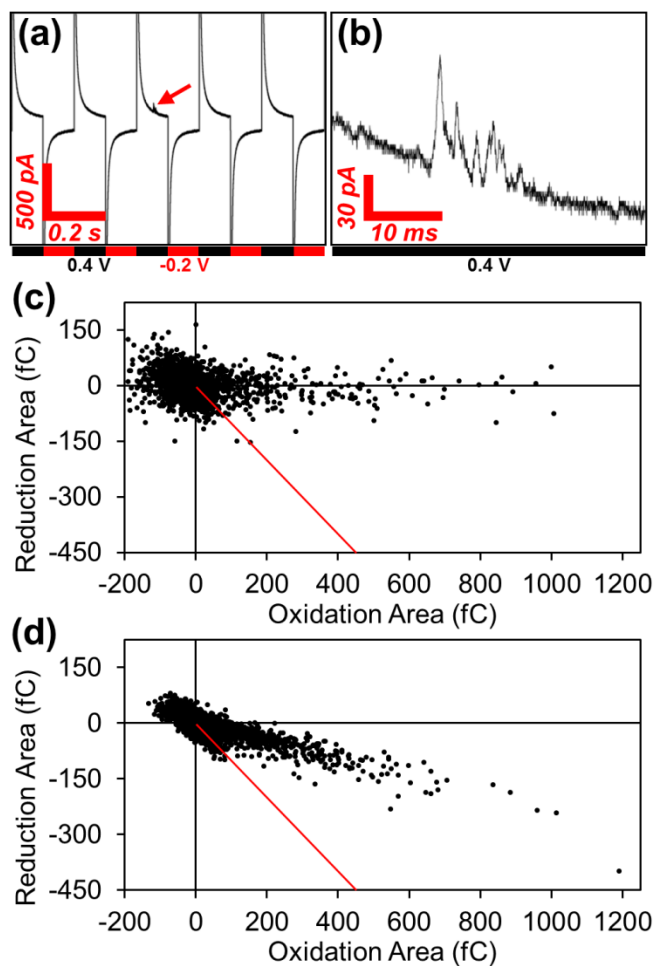 (a)
500 pA
0.2 s
0.4 V -0.2 V
(b)
30 pA
10 ms
0.4 V
(c)
Reduction Area (fC)
150
0
-150
-300
-450
-200 0 200 400 600 800 1000 1200
Oxidation Area (fC)
(d)
Reduction Area (fC)
150
0
-150
-300
-450
-200 0 200 400 600 800 1000 1200
Oxidation Area (fC)